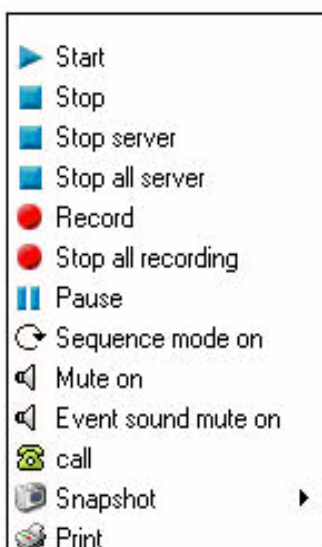 Start
Stop
Stop server
Stop all server
Record
Stop all recording
Pause
Sequence mode on
Mute on
Event sound mute on
call
Snapshot
Print